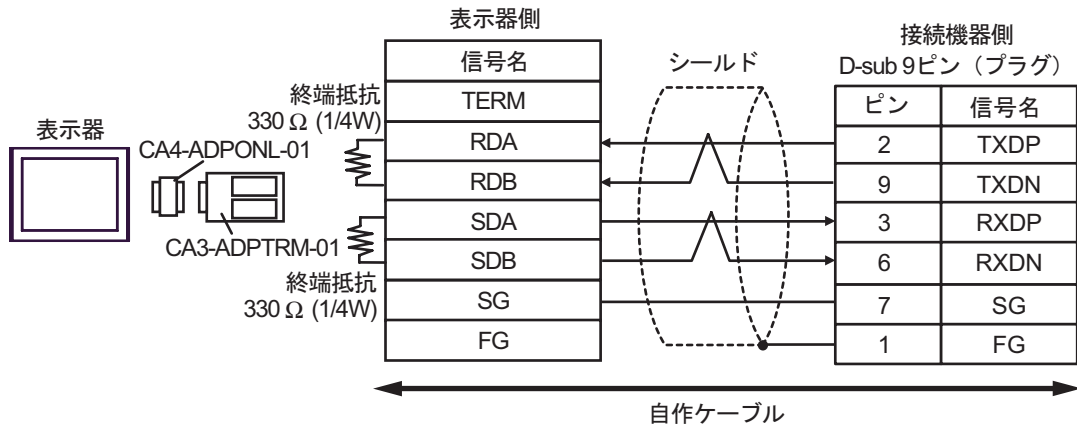 表示器側
信号名
TERM
RDA
RDB
SDA
SDB
SG
FG
終端抵抗
330 Ω (1/4W)
表示器
CA4-ADPONL-01
CA3-ADPTRM-01
終端抵抗
330 Ω (1/4W)
シールド
接続機器側
D-sub 9ピン（プラグ）
ピン 信号名
2 TXDP
9 TXDN
3 RXDP
6 RXDN
7 SG
1 FG
自作ケーブル